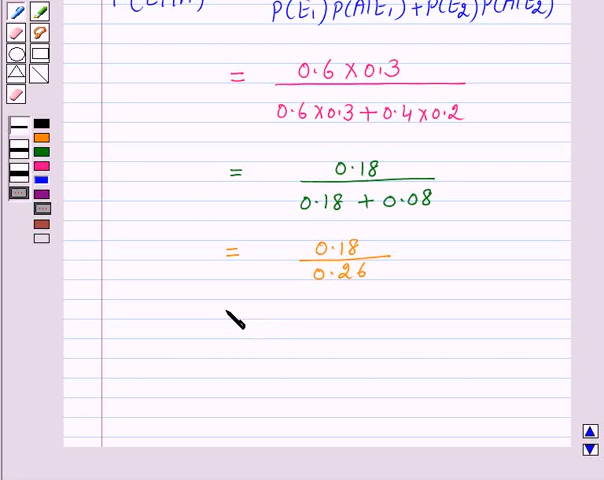 P(E₁)P(A|E₁)+P(E₂)P(A|E₂)
= 0.6×0.3
0.6×0.3+0.4×0.2
= 0.18
0.18 + 0.08
= 0.18
0.26